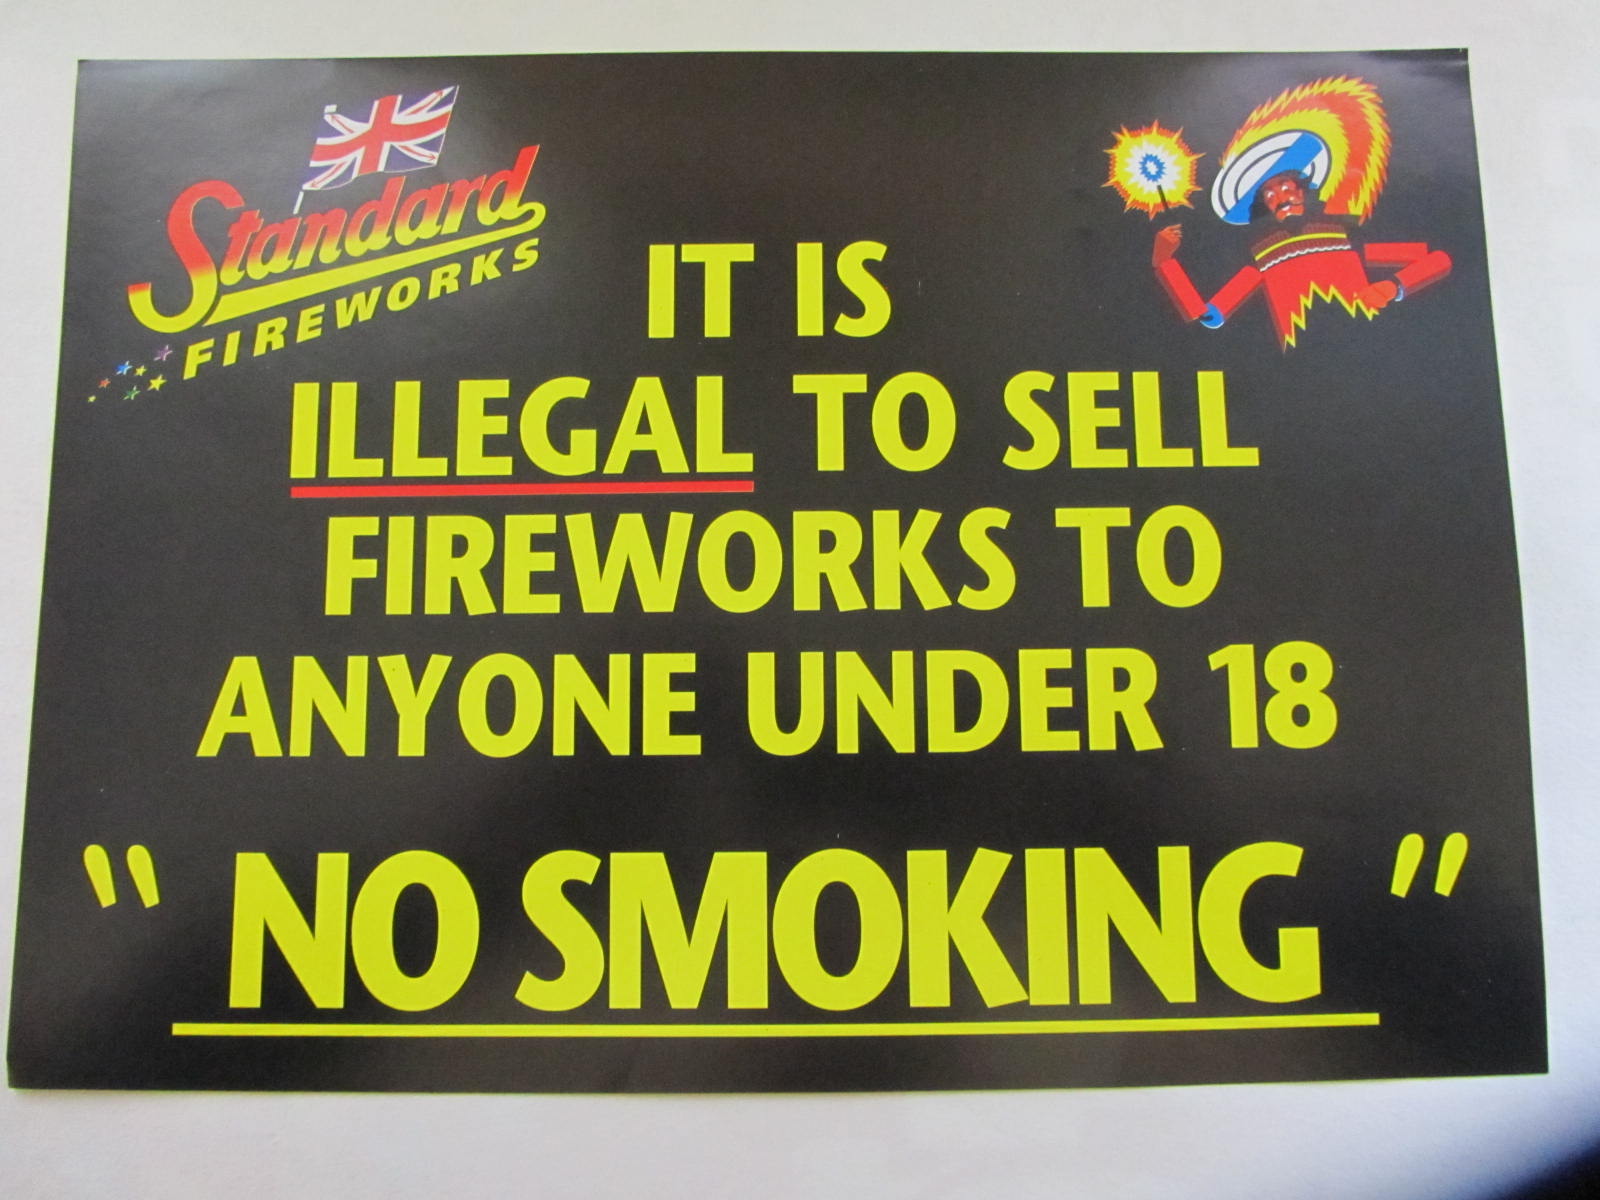 Standard
FIREWORKS
IT IS
ILLEGAL TO SELL
FIREWORKS TO
ANYONE UNDER 18
" NO SMOKING "